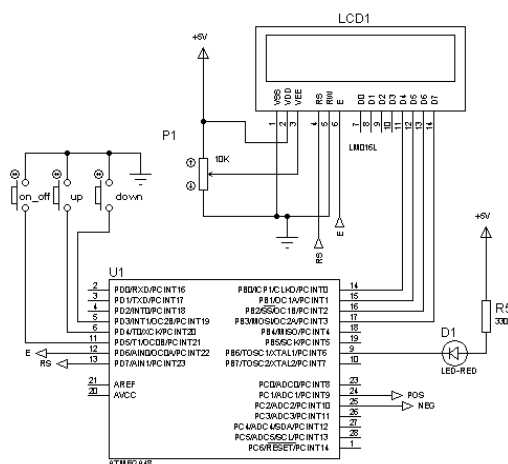 LCD1
+5V
VSS VDD VEE RS RW E D0 D1 D2 D3 D4 D5 D6 D7
1 2 3 4 5 6 7 8 9 10 11 12 13 14
LM016L
P1
10K
on_off up down
RS E
+5V
U1
2 PD0/RXD/PCINT16 PB0/ICP1/CLKO/PCINT0 14
3 PD1/TXD/PCINT17 PB1/OC1A/PCINT1 15
4 PD2/INT0/PCINT18 PB2/SS/OC1B/PCINT2 16
5 PD3/INT1/OC2B/PCINT19 PB3/MOSI/OC2A/PCINT3 17
6 PD4/T0/XCK/PCINT20 PB4/MISO/PCINT4 18
11 PD5/T1/OC0B/PCINT21 PB5/SCK/PCINT5 19
E 12 PD6/AIN0/OC0A/PCINT22 PB6/TOSC1/XTAL1/PCINT6 9
RS 13 PD7/AIN1/PCINT23 PB7/TOSC2/XTAL2/PCINT7 10
R5
330
D1
LED-RED
21 AREF PC0/ADC0/PCINT8 23
20 AVCC PC1/ADC1/PCINT9 24 POS
PC2/ADC2/PCINT10 25 NEG
PC3/ADC3/PCINT11 26
PC4/ADC4/SDA/PCINT12 27
PC5/ADC5/SCL/PCINT13 28
PC6/RESET/PCINT14 1
ATMEGA48